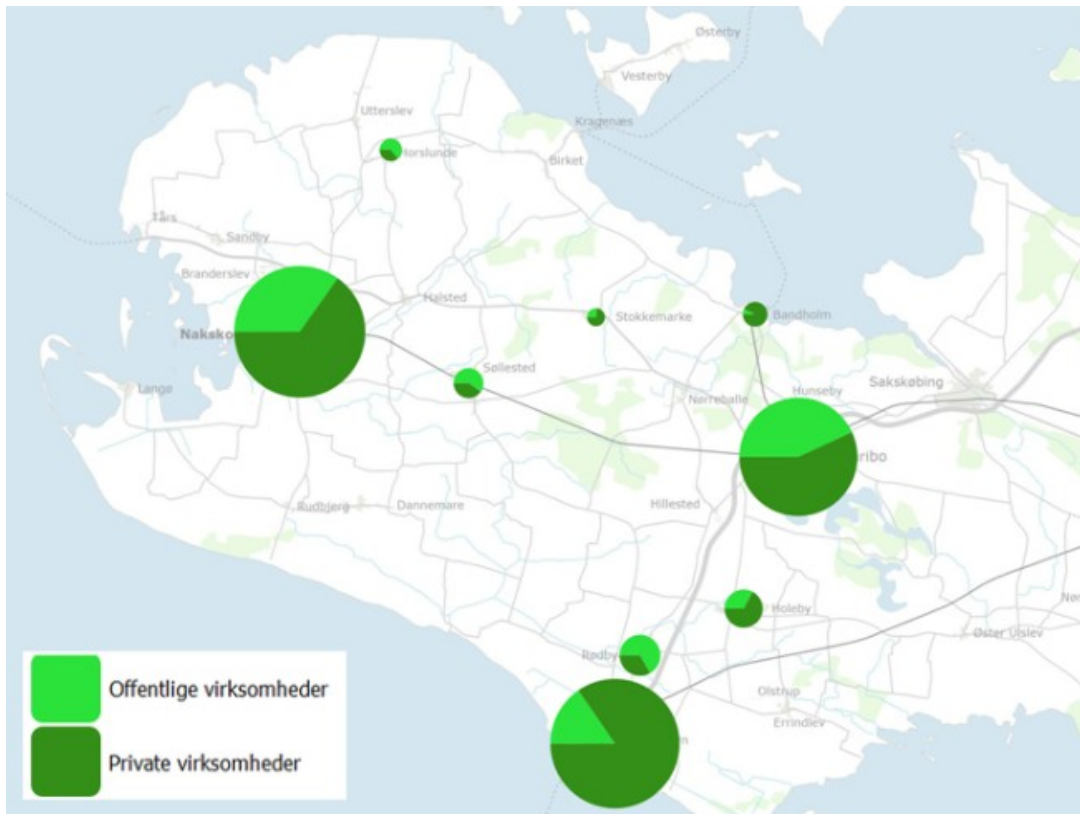 Østerby
Vesterby
Utterslev
Kragenæs
Horslunde
Birket
Tårs
Sandby
Branderslev
Halsted
Stokkemarke
Bandholm
Søllested
Hunseby
Sakskøbing
Langø
Nørreballe
Rudbjerg
Dannemare
Hillested
Holeby
Øster Ulslev
Rødby
Olstrup
Errindlev
Offentlige virksomheder
Private virksomheder